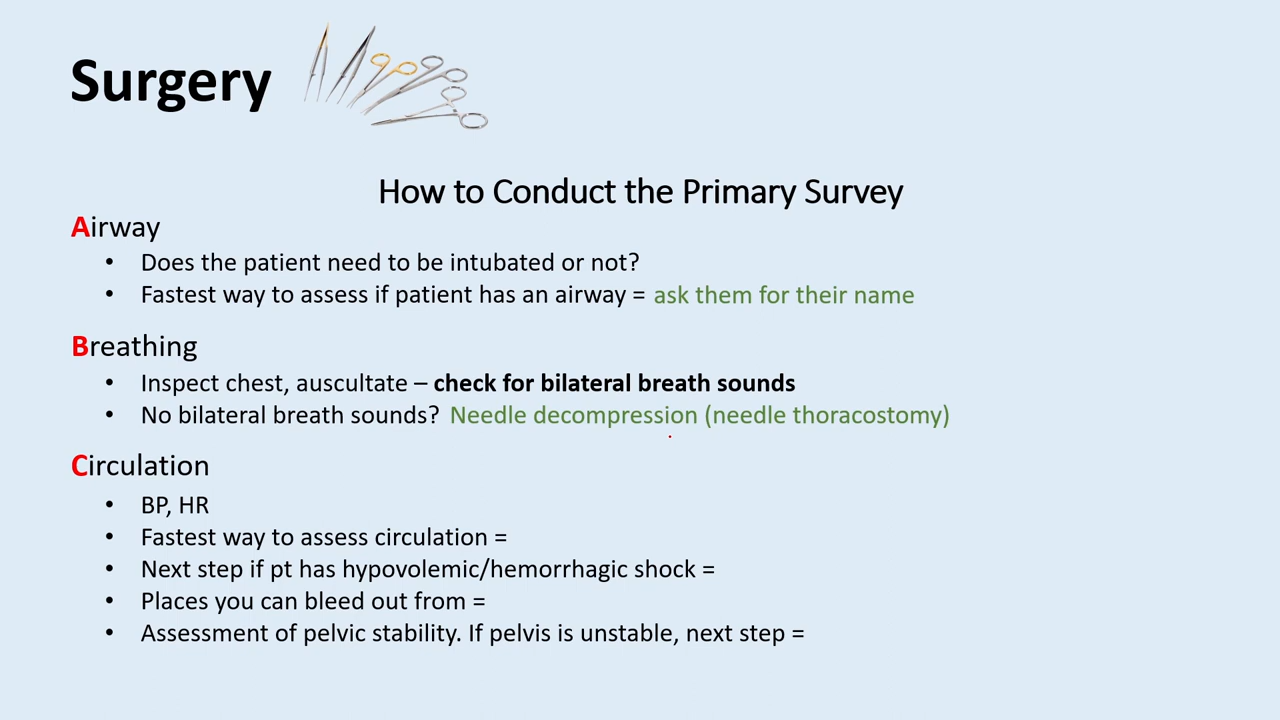 Surgery
How to Conduct the Primary Survey
Airway
• Does the patient need to be intubated or not?
• Fastest way to assess if patient has an airway = ask them for their name
Breathing
• Inspect chest, auscultate – check for bilateral breath sounds
• No bilateral breath sounds? Needle decompression (needle thoracostomy)
Circulation
• BP, HR
• Fastest way to assess circulation =
• Next step if pt has hypovolemic/hemorrhagic shock =
• Places you can bleed out from =
• Assessment of pelvic stability. If pelvis is unstable, next step =